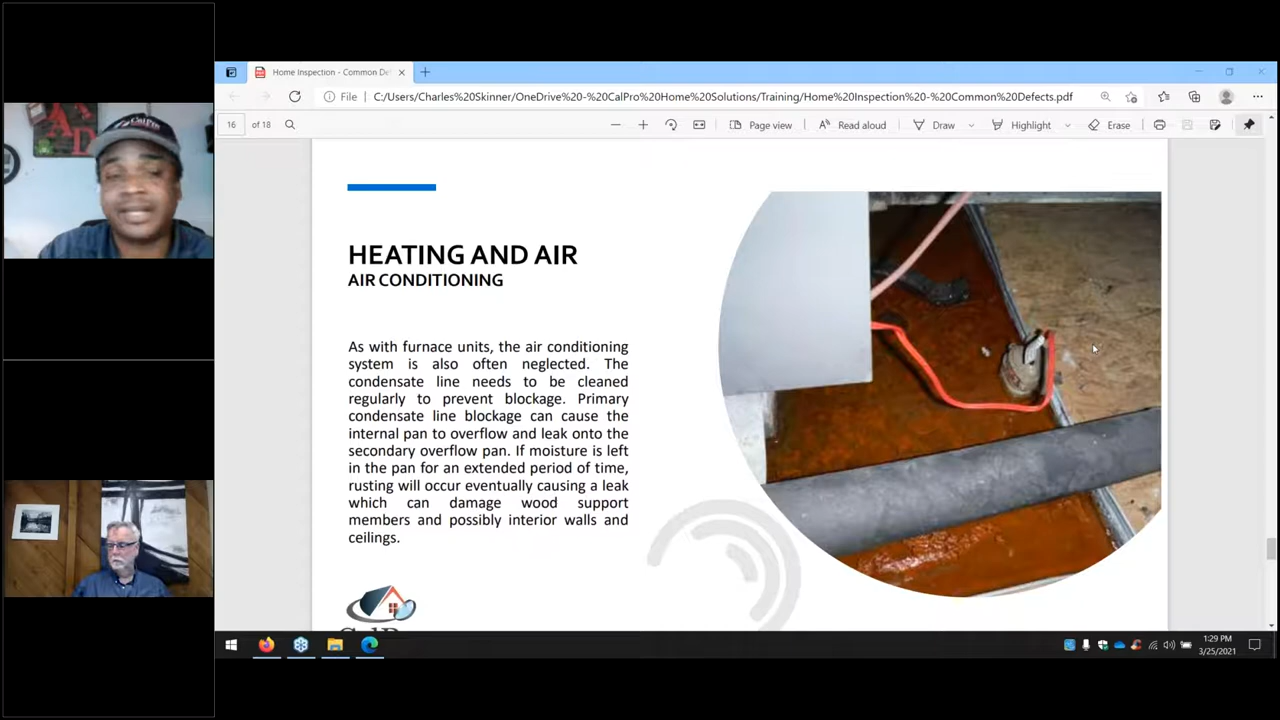 Home Inspection - Common De
File
C:/Users/Charles%20Skinner/OneDrive%20-%20CalPro%20Home%20Solutions/Training/Home%20Inspection%20-%20Common%20Defects.pdf
16 of 18
Page view
Read aloud
Draw
Highlight
Erase
CalPro
HEATING AND AIR
AIR CONDITIONING
As with furnace units, the air conditioning
system is also often neglected. The
condensate line needs to be cleaned
regularly to prevent blockage. Primary
condensate line blockage can cause the
internal pan to overflow and leak onto the
secondary overflow pan. If moisture is left
in the pan for an extended period of time,
rusting will occur eventually causing a leak
which can damage wood support
members and possibly interior walls and
ceilings.
1:29 PM
3/25/2021